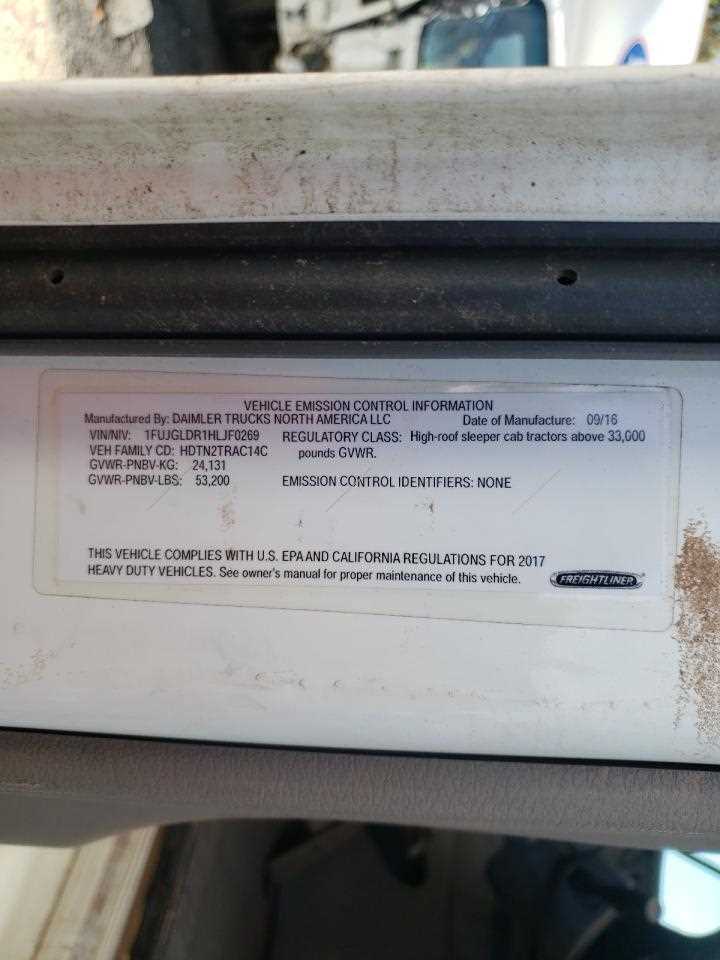 VEHICLE EMISSION CONTROL INFORMATION
Manufactured By: DAIMLER TRUCKS NORTH AMERICA LLC Date of Manufacture: 09/16
VIN/NIV: 1FUJGLDR1HLJF0269 REGULATORY CLASS: High-roof sleeper cab tractors above 33,000
VEH FAMILY CD: HDTN2TRAC14C pounds GVWR.
GVWR-PNBV-KG: 24,131
GVWR-PNBV-LBS: 53,200 EMISSION CONTROL IDENTIFIERS: NONE
THIS VEHICLE COMPLIES WITH U.S. EPA AND CALIFORNIA REGULATIONS FOR 2017
HEAVY DUTY VEHICLES. See owner's manual for proper maintenance of this vehicle. FREIGHTLINER